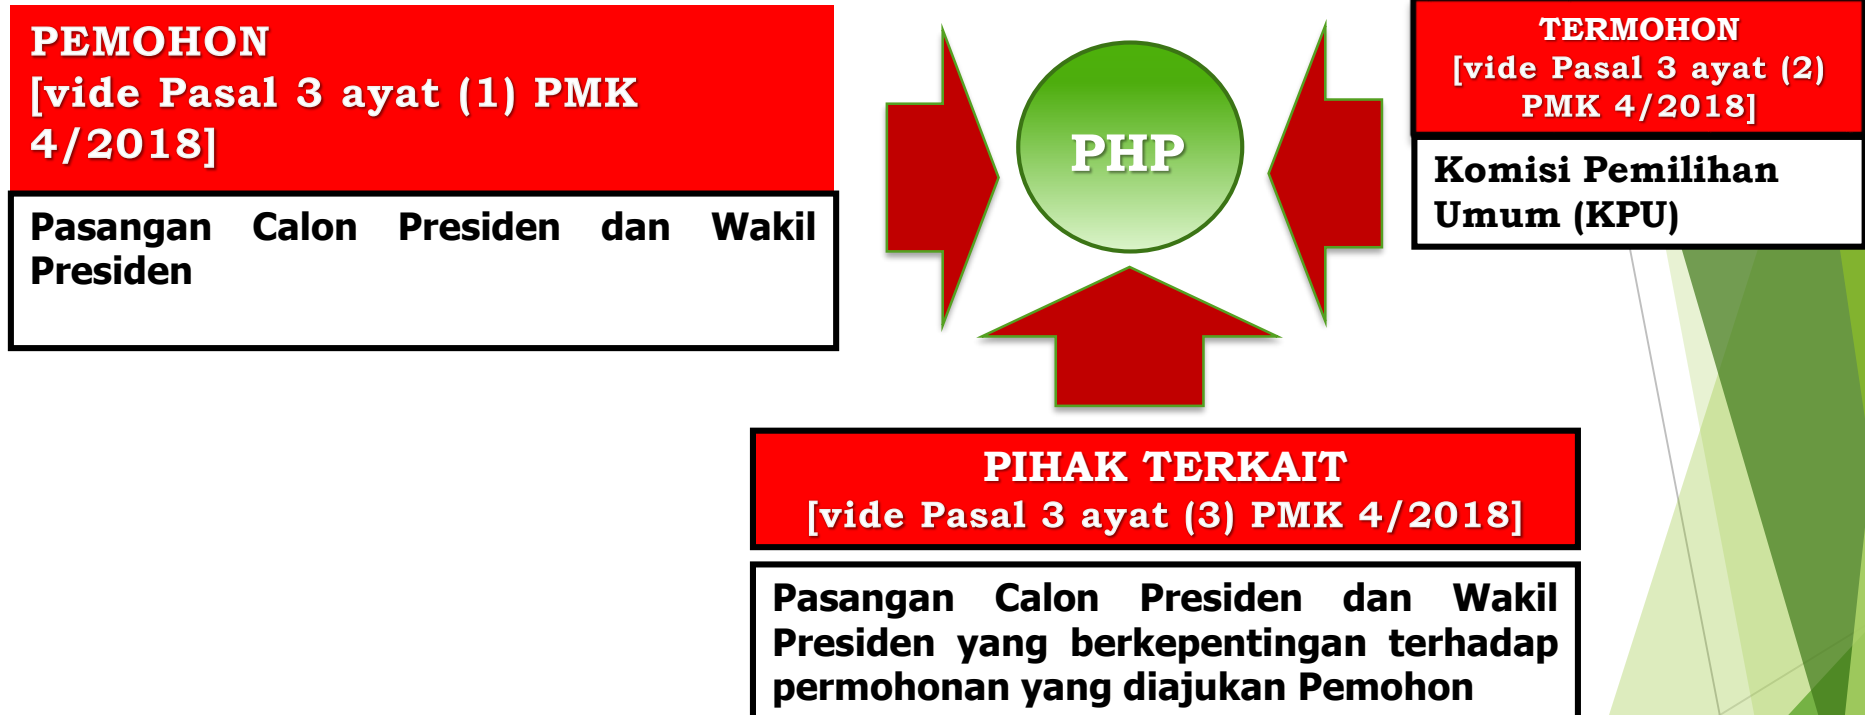 PEMOHON
[vide Pasal 3 ayat (1) PMK
4/2018]
Pasangan Calon Presiden dan Wakil
Presiden
PHP
TERMOHON
[vide Pasal 3 ayat (2)
PMK 4/2018]
Komisi Pemilihan
Umum (KPU)
PIHAK TERKAIT
[vide Pasal 3 ayat (3) PMK 4/2018]
Pasangan Calon Presiden dan Wakil
Presiden yang berkepentingan terhadap
permohonan yang diajukan Pemohon